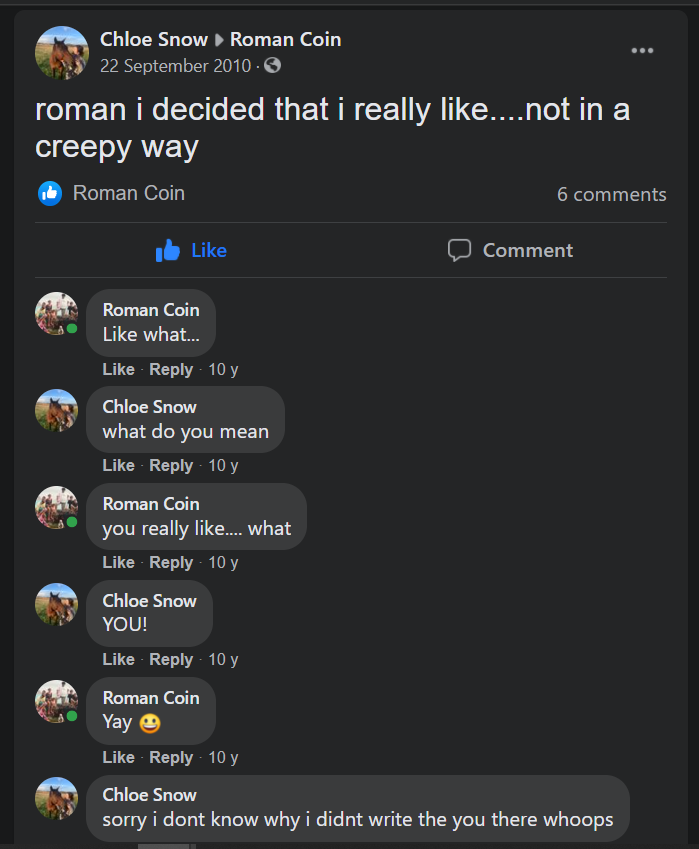 Chloe Snow Roman Coin
22 September 2010 ·
roman i decided that i really like....not in a
creepy way
Roman Coin 6 comments
Like Comment
Roman Coin
Like what...
Like · Reply · 10 y
Chloe Snow
what do you mean
Like · Reply · 10 y
Roman Coin
you really like.... what
Like · Reply · 10 y
Chloe Snow
YOU!
Like · Reply · 10 y
Roman Coin
Yay 😃
Like · Reply · 10 y
Chloe Snow
sorry i dont know why i didnt write the you there whoops